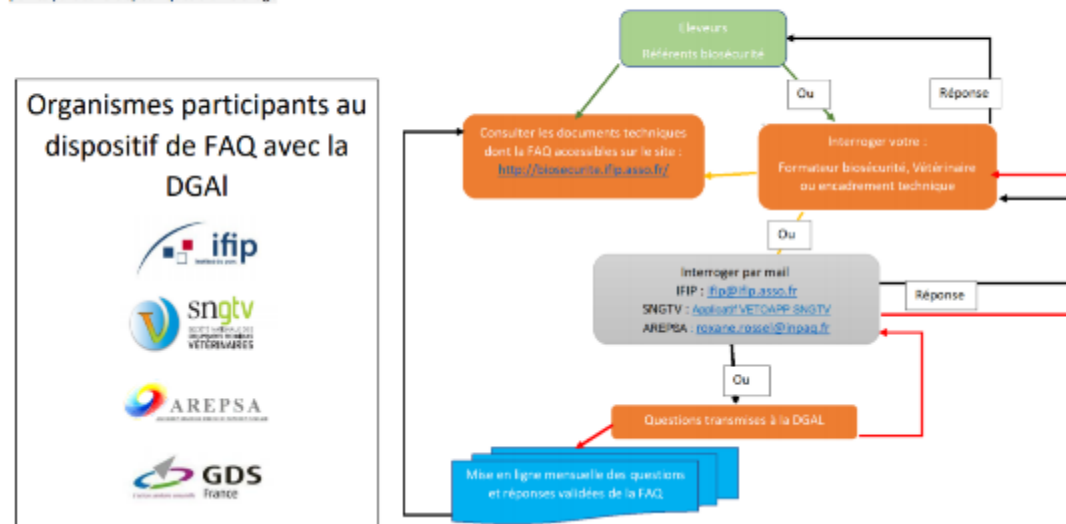 Organismes participants au
dispositif de FAQ avec la
DGAl
ifip
sngtv
VÉTÉRINAIRES
AREPSA
GDS
France
Eleveurs
Référents biosécurité
Ou
Réponse
Consulter les documents techniques
dont la FAQ accessibles sur le site :
http://biosecurite.ifip.asso.fr/
Interroger votre :
Formateur biosécurité, Vétérinaire
ou encadrement technique
Ou
Interroger par mail
IFIP : ifip@ifip.asso.fr
SNGTV : Applicatif VETOAPP SNGTV
AREPSA : roxane.rossel@inpaq.fr
Réponse
Ou
Questions transmises à la DGAL
Mise en ligne mensuelle des questions
et réponses validées de la FAQ